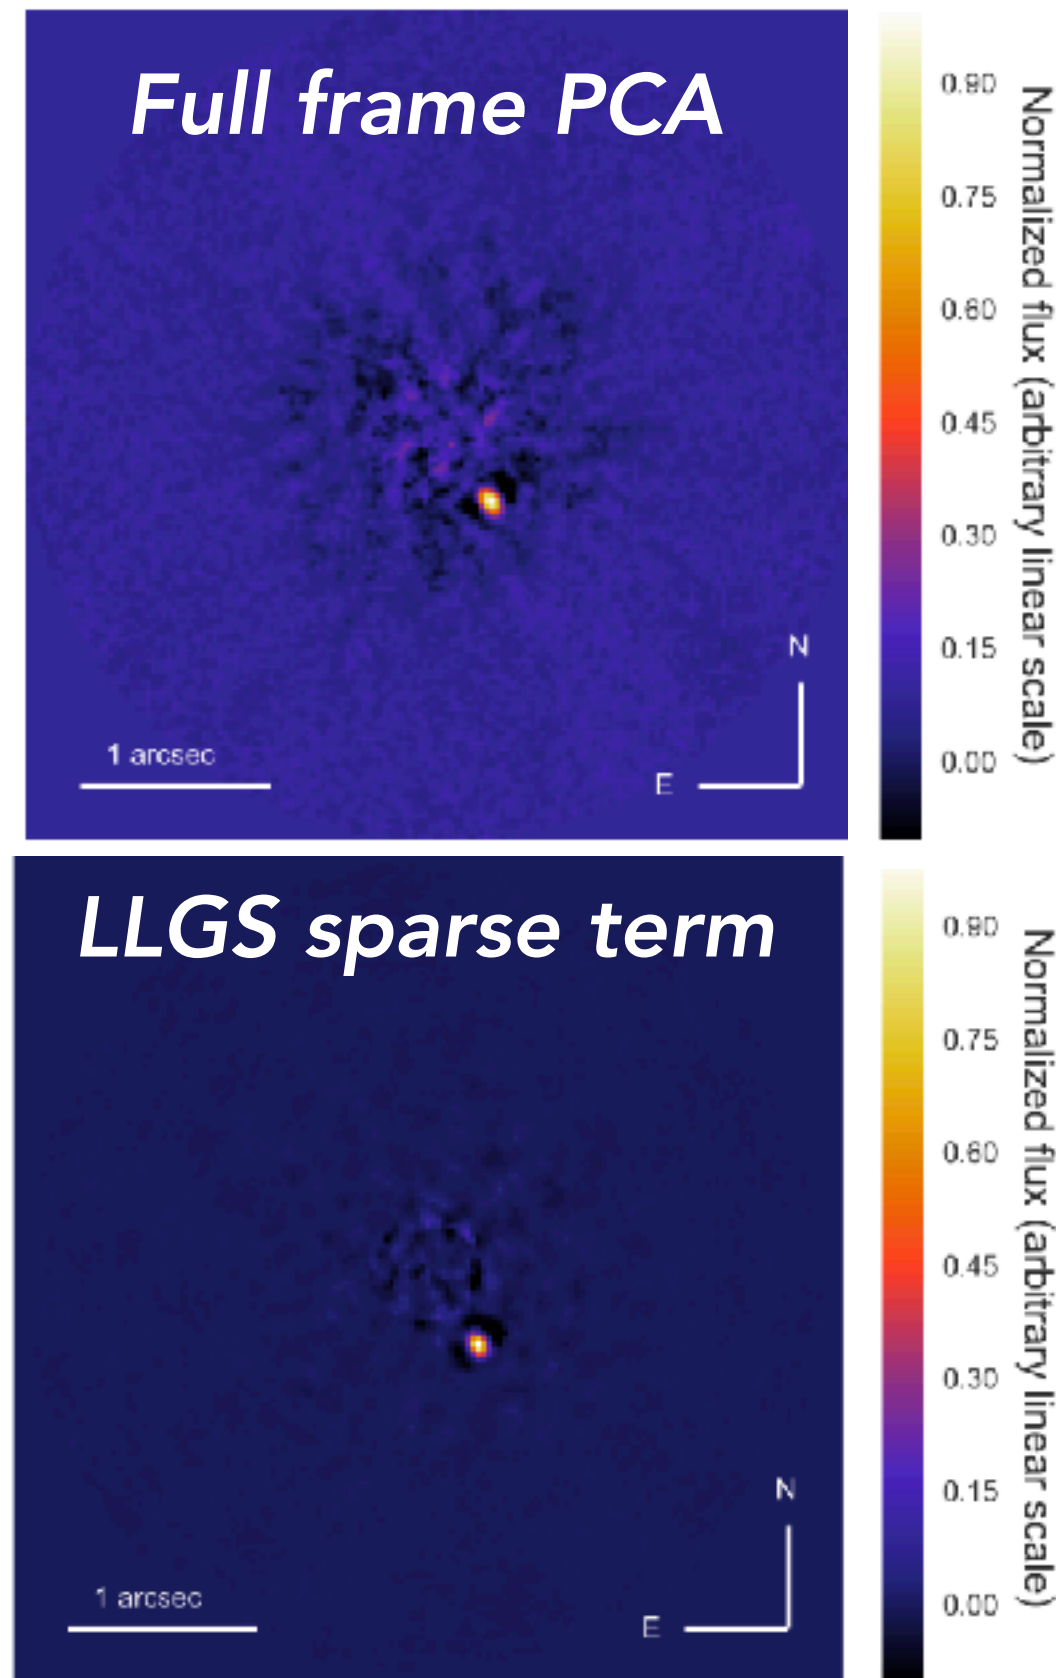 Full frame PCA
0.90
0.75
0.60
0.45
0.30
0.15
0.00
Normalized flux (arbitrary linear scale)
N
E
1 arcsec
LLGS sparse term
0.90
0.75
0.60
0.45
0.30
0.15
0.00
Normalized flux (arbitrary linear scale)
N
E
1 arcsec